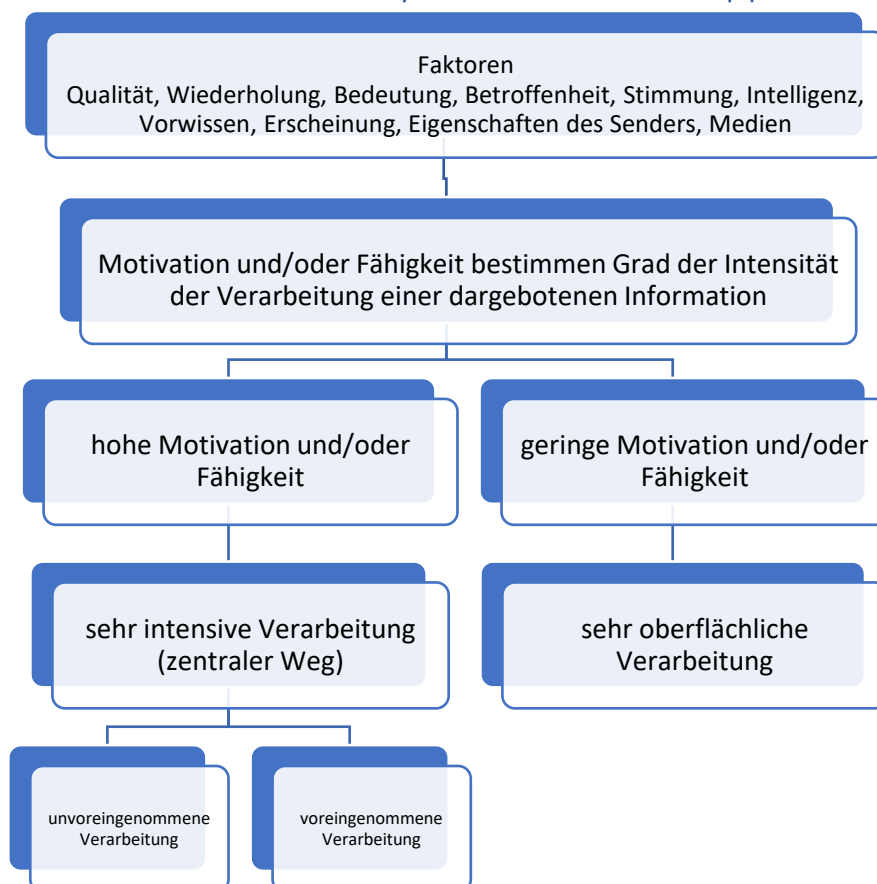 Faktoren
Qualität, Wiederholung, Bedeutung, Betroffenheit, Stimmung, Intelligenz,
Vorwissen, Erscheinung, Eigenschaften des Senders, Medien
Motivation und/oder Fähigkeit bestimmen Grad der Intensität
der Verarbeitung einer dargebotenen Information
hohe Motivation und/oder
Fähigkeit
geringe Motivation und/oder
Fähigkeit
sehr intensive Verarbeitung
(zentraler Weg)
sehr oberflächliche
Verarbeitung
unvoreingenommene
Verarbeitung
voreingenommene
Verarbeitung